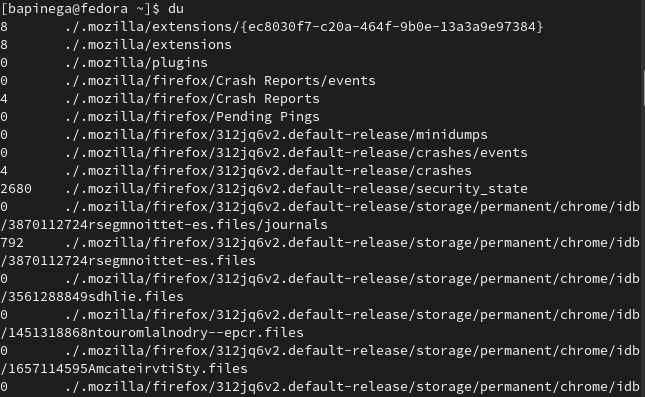 [bapinega@fedora ~]$ du
8       ./.mozilla/extensions/{ec8030f7-c20a-464f-9b0e-13a3a9e97384}
8       ./.mozilla/extensions
0       ./.mozilla/plugins
0       ./.mozilla/firefox/Crash Reports/events
4       ./.mozilla/firefox/Crash Reports
0       ./.mozilla/firefox/Pending Pings
0       ./.mozilla/firefox/312jq6v2.default-release/minidumps
0       ./.mozilla/firefox/312jq6v2.default-release/crashes/events
4       ./.mozilla/firefox/312jq6v2.default-release/crashes
2680    ./.mozilla/firefox/312jq6v2.default-release/security_state
0       ./.mozilla/firefox/312jq6v2.default-release/storage/permanent/chrome/idb
/3870112724rsegmnoittet-es.files/journals
792     ./.mozilla/firefox/312jq6v2.default-release/storage/permanent/chrome/idb
/3870112724rsegmnoittet-es.files
0       ./.mozilla/firefox/312jq6v2.default-release/storage/permanent/chrome/idb
/3561288849sdhlie.files
0       ./.mozilla/firefox/312jq6v2.default-release/storage/permanent/chrome/idb
/1451318868ntouromlalnodry--epcr.files
0       ./.mozilla/firefox/312jq6v2.default-release/storage/permanent/chrome/idb
/1657114595AmcateirvtiSty.files
0       ./.mozilla/firefox/312jq6v2.default-release/storage/permanent/chrome/idb